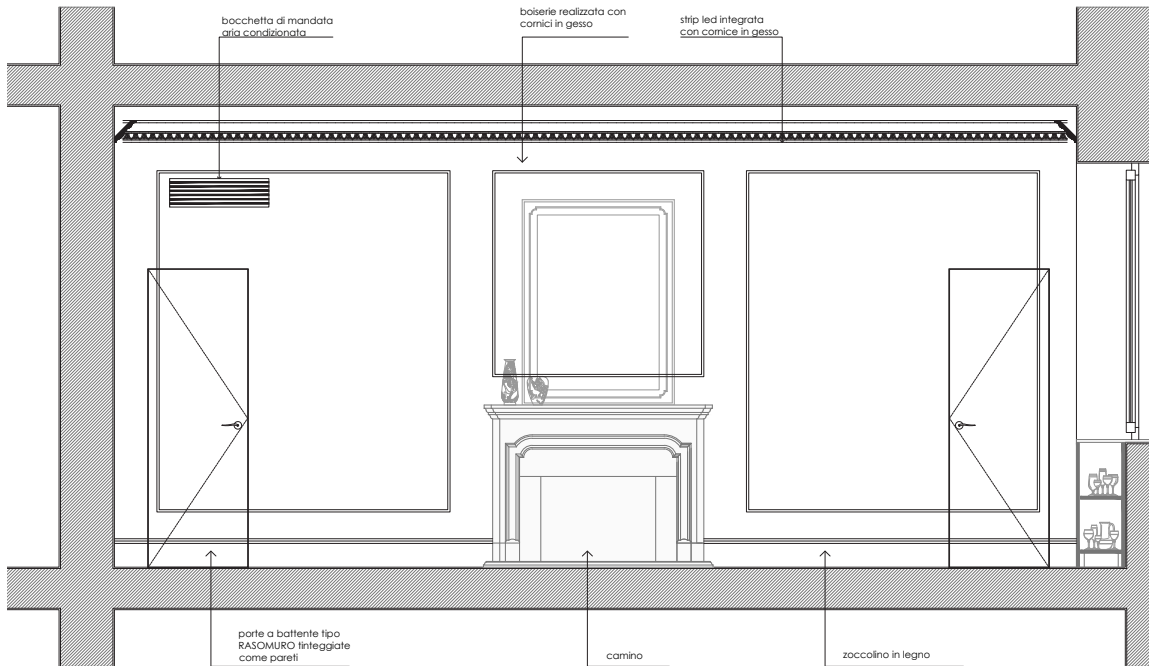 bocchetta di mandata
aria condizionata
boiserie realizzata con
cornici in gesso
strip led integrata
con cornice in gesso
porte a battente tipo
RASOMURO tinteggiate
come pareti
camino
zoccolino in legno